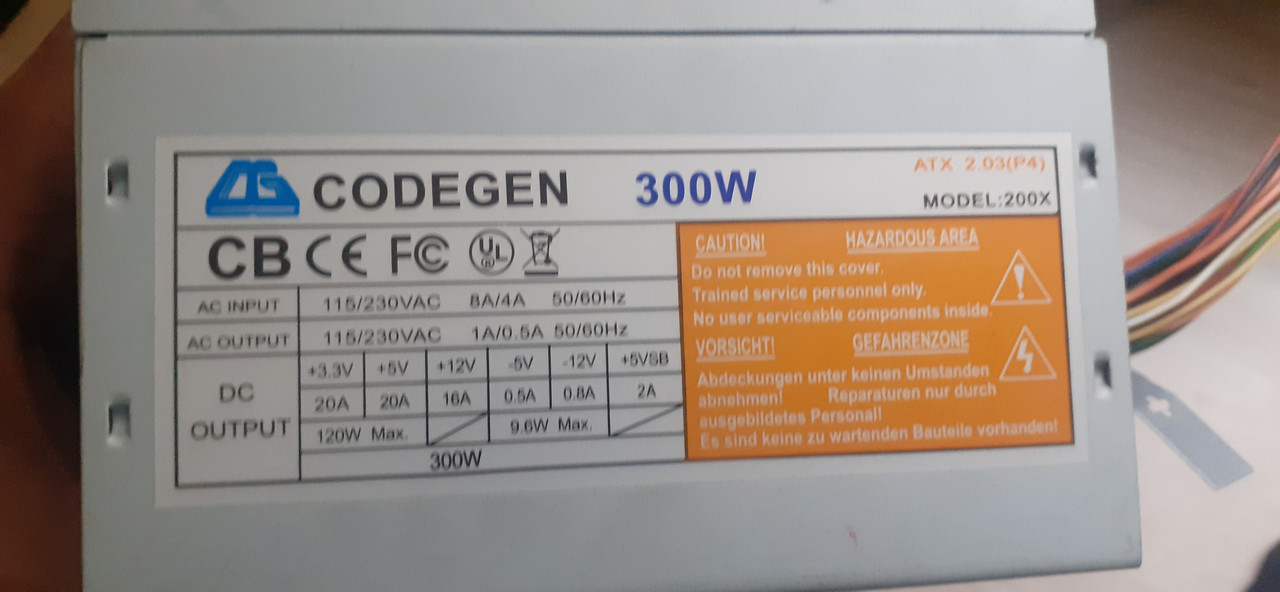 CODEGEN 300W
ATX 2.03(P4)
MODEL:200X
CB CE FC UL
AC INPUT 115/230VAC 8A/4A 50/60Hz
AC OUTPUT 115/230VAC 1A/0.5A 50/60Hz
DC OUTPUT
+3.3V +5V +12V -5V -12V +5VSB
20A 20A 16A 0.5A 0.8A 2A
120W Max. 9.6W Max.
300W
CAUTION! HAZARDOUS AREA
Do not remove this cover.
Trained service personnel only.
No user serviceable components inside.
VORSICHT! GEFAHRENZONE
Abdeckungen unter keinen Umstanden
abnehmen! Reparaturen nur durch
ausgebildetes Personal!
Es sind keine zu wartenden Bauteile vorhanden!